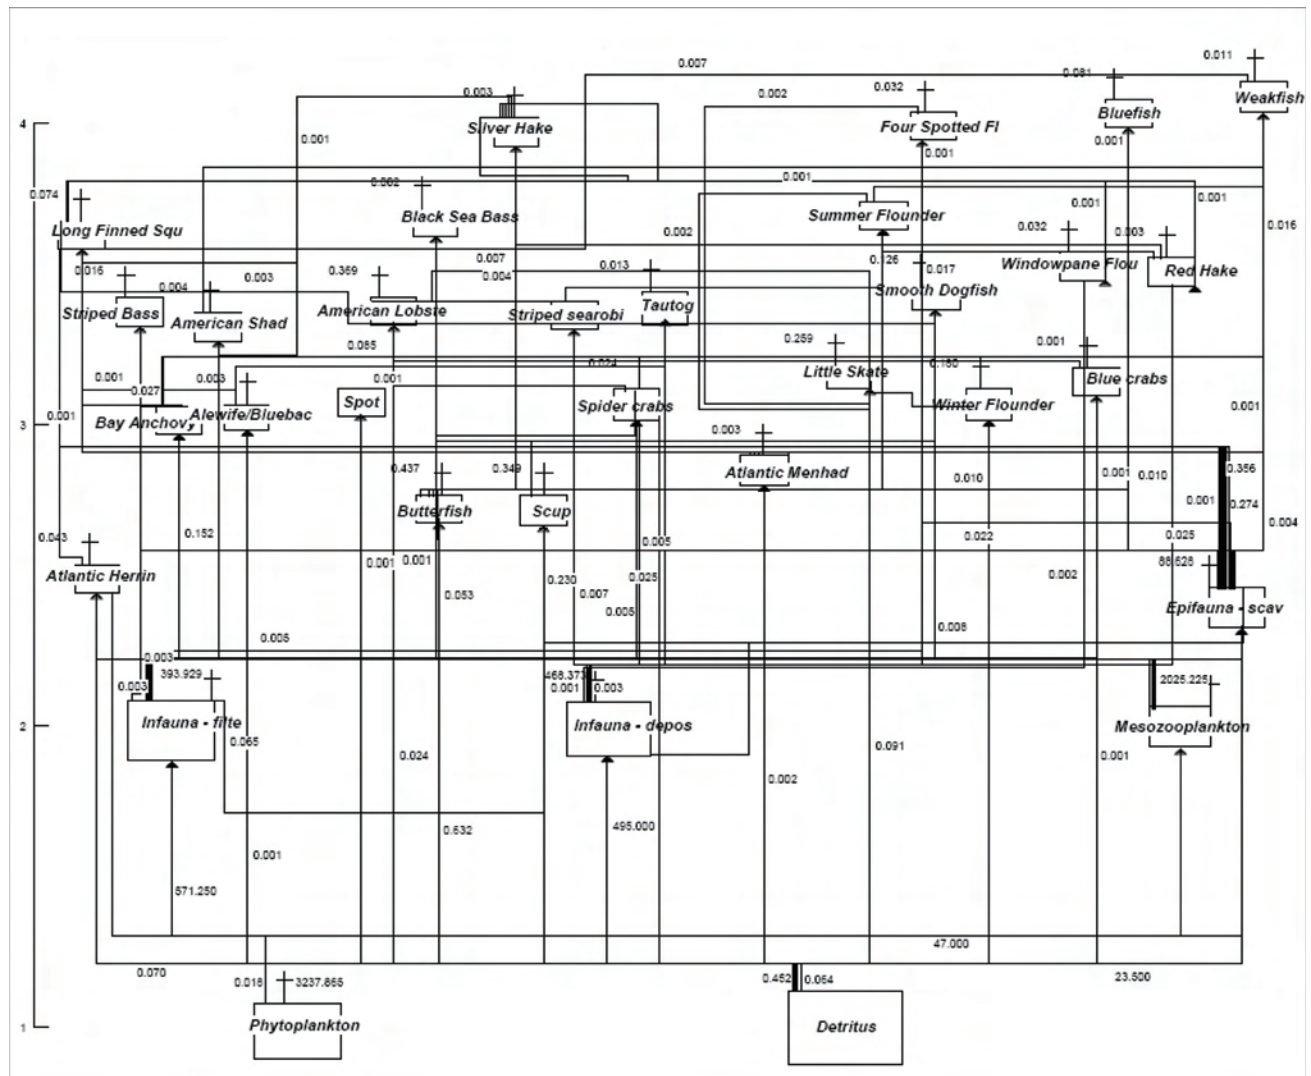 0.011
0.007
0.081
0.003
0.032
0.002
Weakfish
4
Silver Hake
Four Spotted Fl
Bluefish
0.001
0.001
0.001
0.001
0.074
0.002
0.001
0.001
Long Finned Squ
Black Sea Bass
Summer Flounder
0.002
0.032
0.003
0.016
0.016
0.003
0.369
0.007
0.004
0.013
0.126
0.017
Windowpane Flou
Red Hake
0.004
Smooth Dogfish
Striped Bass
American Shad
American Lobste
Striped searobi
Tautog
0.085
0.259
0.001
0.024
0.160
Little Skate
Blue crabs
0.001
0.027
0.003
0.001
Spot
Spider crabs
Winter Flounder
0.001
0.001
Bay Anchovy
Alewife/Bluebac
3
0.003
0.437
0.349
Atlantic Menhad
0.010
0.001
0.010
0.356
Butterfish
Scup
0.001
0.274
0.004
0.043
0.152
0.005
0.022
0.025
Atlantic Herrin
0.001
0.001
0.230
0.025
0.002
88.628
0.053
0.007
0.005
Epifauna - scav
0.005
0.008
0.003
393.929
468.373
2025.225
0.003
0.001
0.003
Infauna - filte
Infauna - depos
Mesozooplankton
2
0.065
0.024
0.091
0.001
0.002
0.632
495.000
0.001
571.250
47.000
0.070
0.018
3237.865
0.452
0.064
23.500
1
Phytoplankton
Detritus